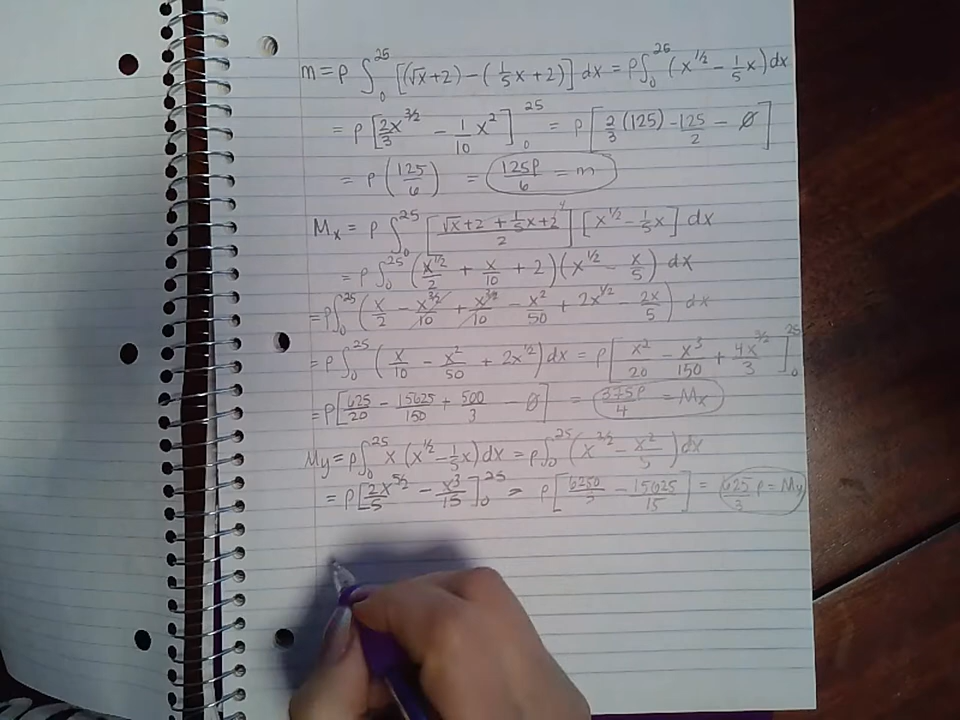 m = ρ ∫₀²⁵ [(√x+2) − (1/5 x + 2)] dx = ρ ∫₀²⁵ (x^{1/2} − 1/5 x) dx
= ρ [2/3 x^{3/2} − 1/10 x²]₀²⁵ = ρ [2/3 (125) − 125/2 − 0]
= ρ (125/6) = 125ρ/6 = m
Mx = ρ ∫₀²⁵ [(√x+2 + 1/5 x + 2)/2] [x^{1/2} − 1/5 x] dx
= ρ ∫₀²⁵ (x^{1/2}/2 + x/10 + 2)(x^{1/2} − x/5) dx
= ρ ∫₀²⁵ (x/2 − x^{3/2}/10 + x^{3/2}/10 − x²/50 + 2x^{1/2} − 2x/5) dx
= ρ ∫₀²⁵ (x/10 − x²/50 + 2x^{1/2}) dx = ρ [x²/20 − x³/150 + 4x^{3/2}/3]₀²⁵
= ρ [625/20 − 15625/150 + 500/3 − 0] = 375ρ/4 = Mx
My = ρ ∫₀²⁵ x (x^{1/2} − 1/5 x) dx = ρ ∫₀²⁵ ( − x²/5) dx
= ρ [2x^{5/2}/5 − x³/15]₀²⁵ = ρ [6250/5 − 15625/15] = 625/3 ρ = My